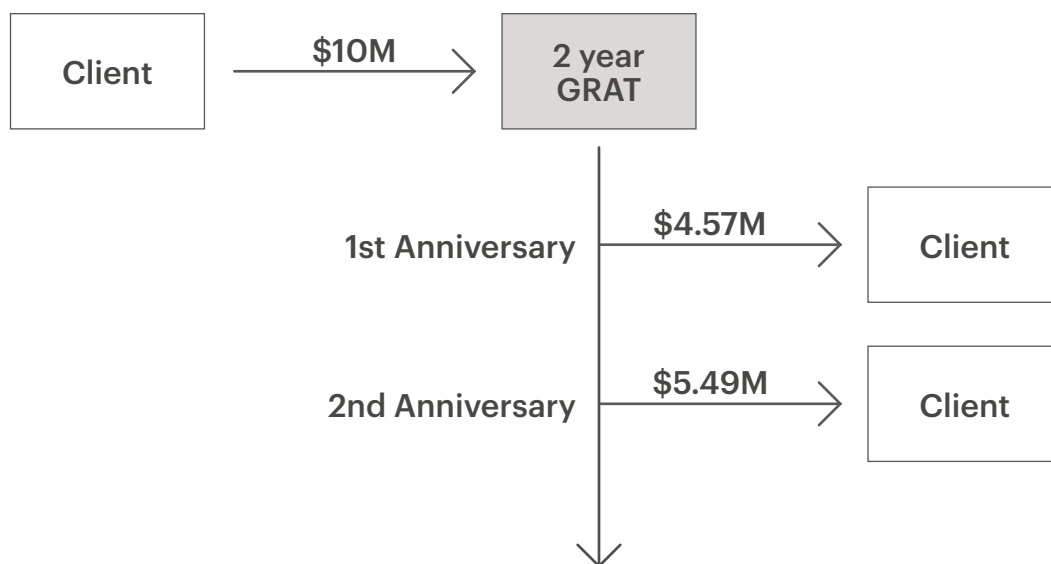 Client
$10M
2 year
GRAT
1st Anniversary
$4.57M
Client
2nd Anniversary
$5.49M
Client